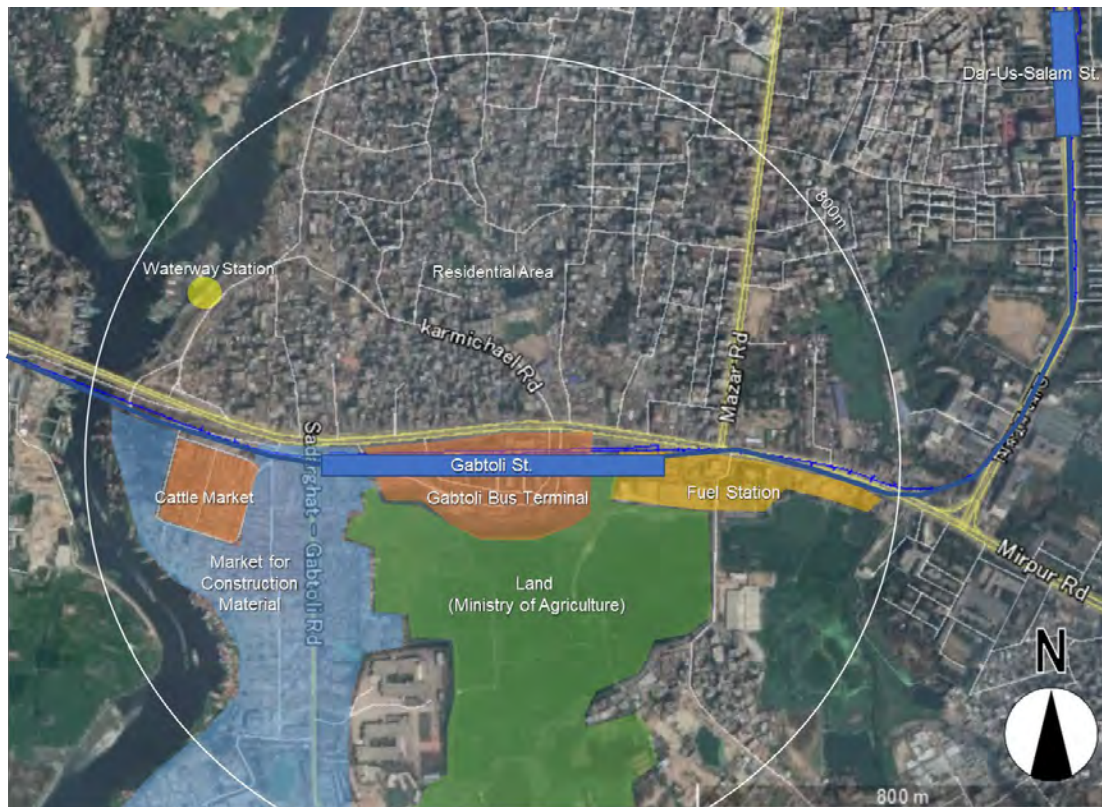 Dar-Us-Salam St.
800m
Waterway Station
Residential Area
karmichael Rd
Mazar Rd
Sadarghat - Gabtoli Rd
Gabtoli St.
Cattle Market
Gabtoli Bus Terminal
Fuel Station
Market for
Construction
Material
Land
(Ministry of Agriculture)
Mirpur Rd
N
800 m